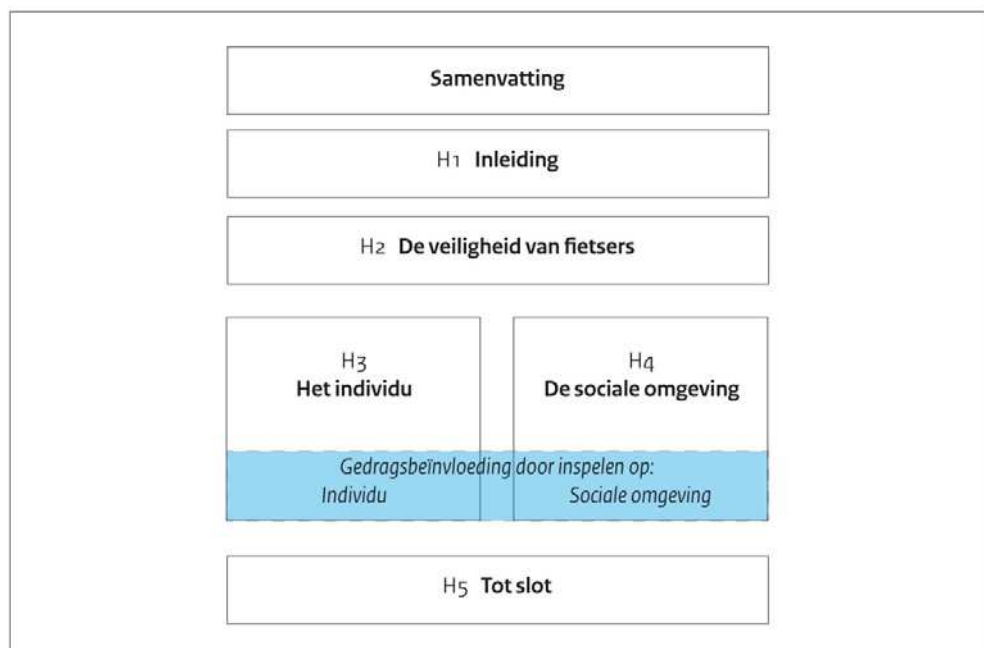 Samenvatting
H1 Inleiding
H2 De veiligheid van fietsers
H3
Het individu
H4
De sociale omgeving
Gedragsbeïnvloeding door inspelen op:
Individu
Sociale omgeving
H5 Tot slot